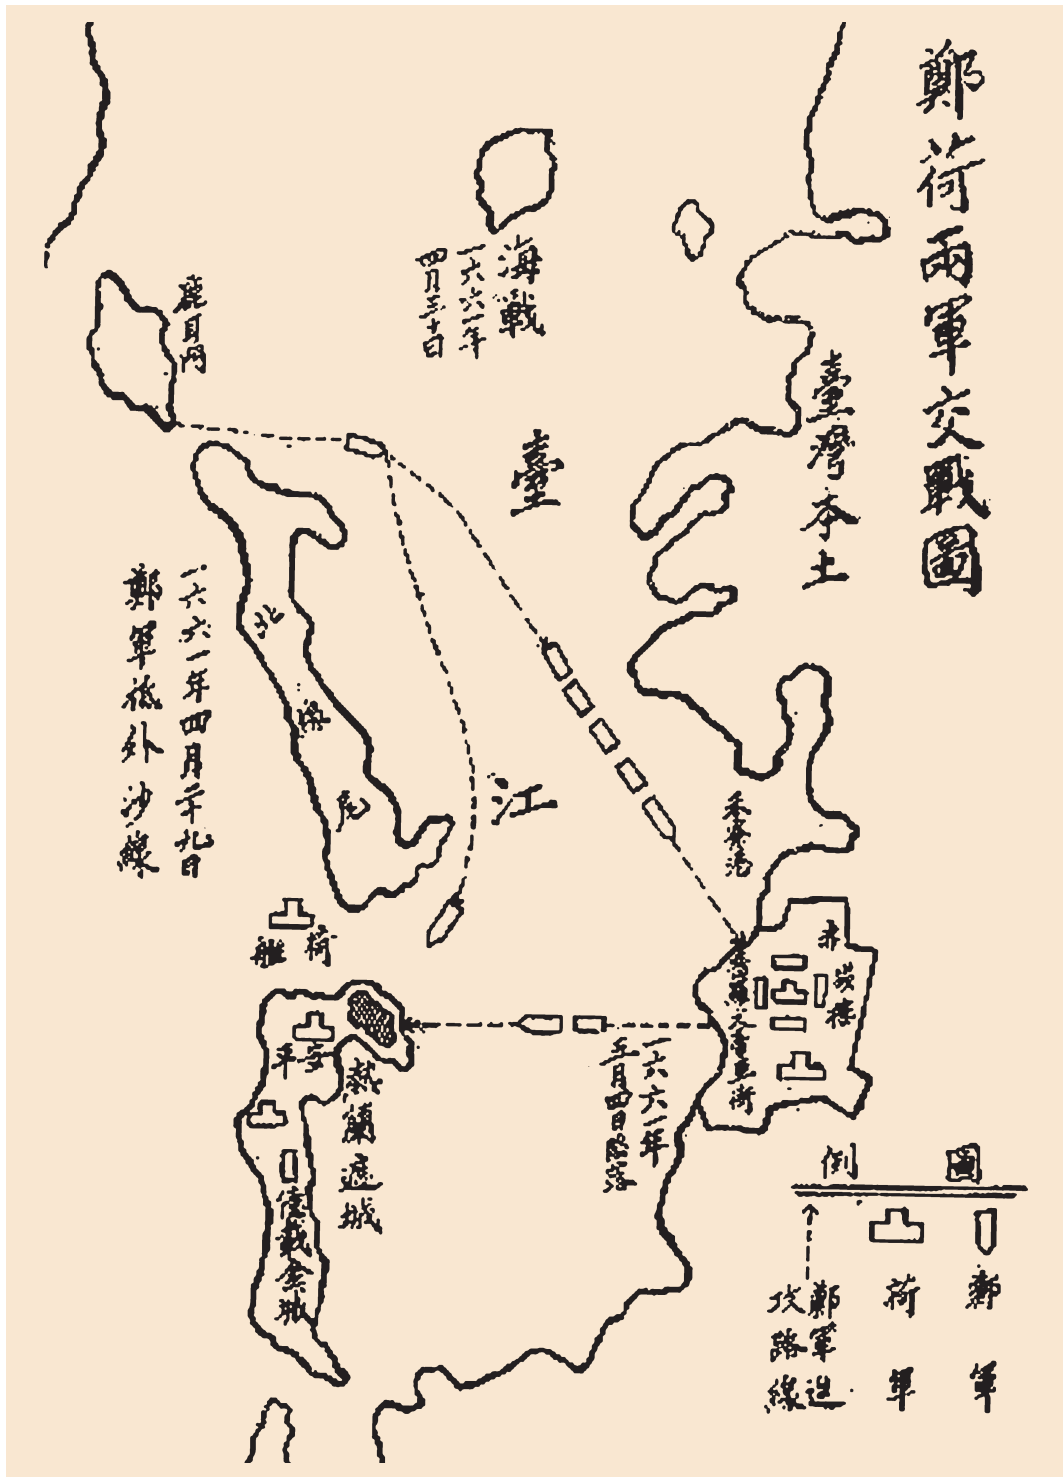 鄭荷兩軍交戰圖
臺灣本土
海戰
一六六一年
四月三十日
鹿耳門
臺
江
一六六一年四月二十九日
鄭軍抵外沙線
北
尾
禾寮港
荷
艦
赤
崁樓
安
平
熱蘭遮城
一六六一年
五月四日陷落
圖
例
鄭軍
荷軍
鄭軍進
攻路線